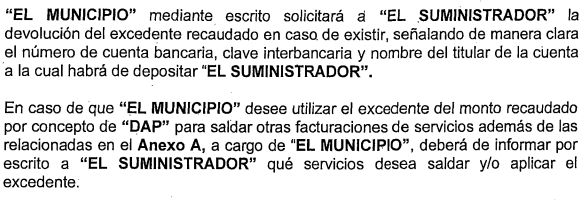 “EL MUNICIPIO” mediante escrito solicitará a “EL SUMINISTRADOR” la
devolución del excedente recaudado en caso de existir, señalando de manera clara
el número de cuenta bancaria, clave interbancaria y nombre del titular de la cuenta
a la cual habrá de depositar “EL SUMINISTRADOR”.
En caso de que “EL MUNICIPIO” desee utilizar el excedente del monto recaudado
por concepto de “DAP” para saldar otras facturaciones de servicios además de las
relacionadas en el Anexo A, a cargo de “EL MUNICIPIO”, deberá de informar por
escrito a “EL SUMINISTRADOR” qué servicios desea saldar y/o aplicar el
excedente.